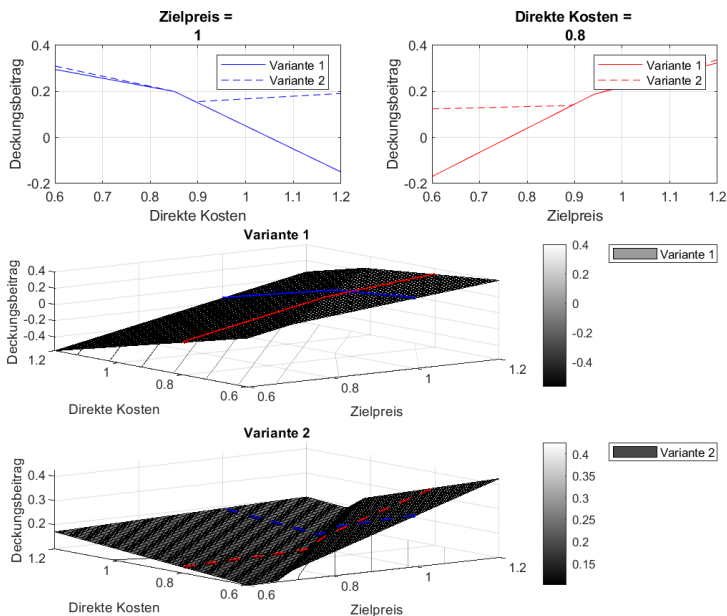 Zielpreis =
1
Deckungsbeitrag
0.4
0.2
0
-0.2
0.6
0.7
0.8
0.9
1
1.1
1.2
Direkte Kosten
Variante 1
Variante 2
Direkte Kosten =
0.8
Deckungsbeitrag
0.4
0.2
0
-0.2
0.6
0.7
0.8
0.9
1
1.1
1.2
Zielpreis
Variante 1
Variante 2
Variante 1
Deckungsbeitrag
0.4
0.2
0
-0.2
-0.4
1.2
1
0.8
0.6
Direkte Kosten
0.6
0.8
1
1.2
Zielpreis
0.4
0.2
0
-0.2
-0.4
Variante 1
Variante 2
Deckungsbeitrag
0.4
0.3
0.2
1.2
1
0.8
0.6
Direkte Kosten
0.6
0.8
1
1.2
Zielpreis
0.4
0.35
0.3
0.25
0.2
0.15
Variante 2